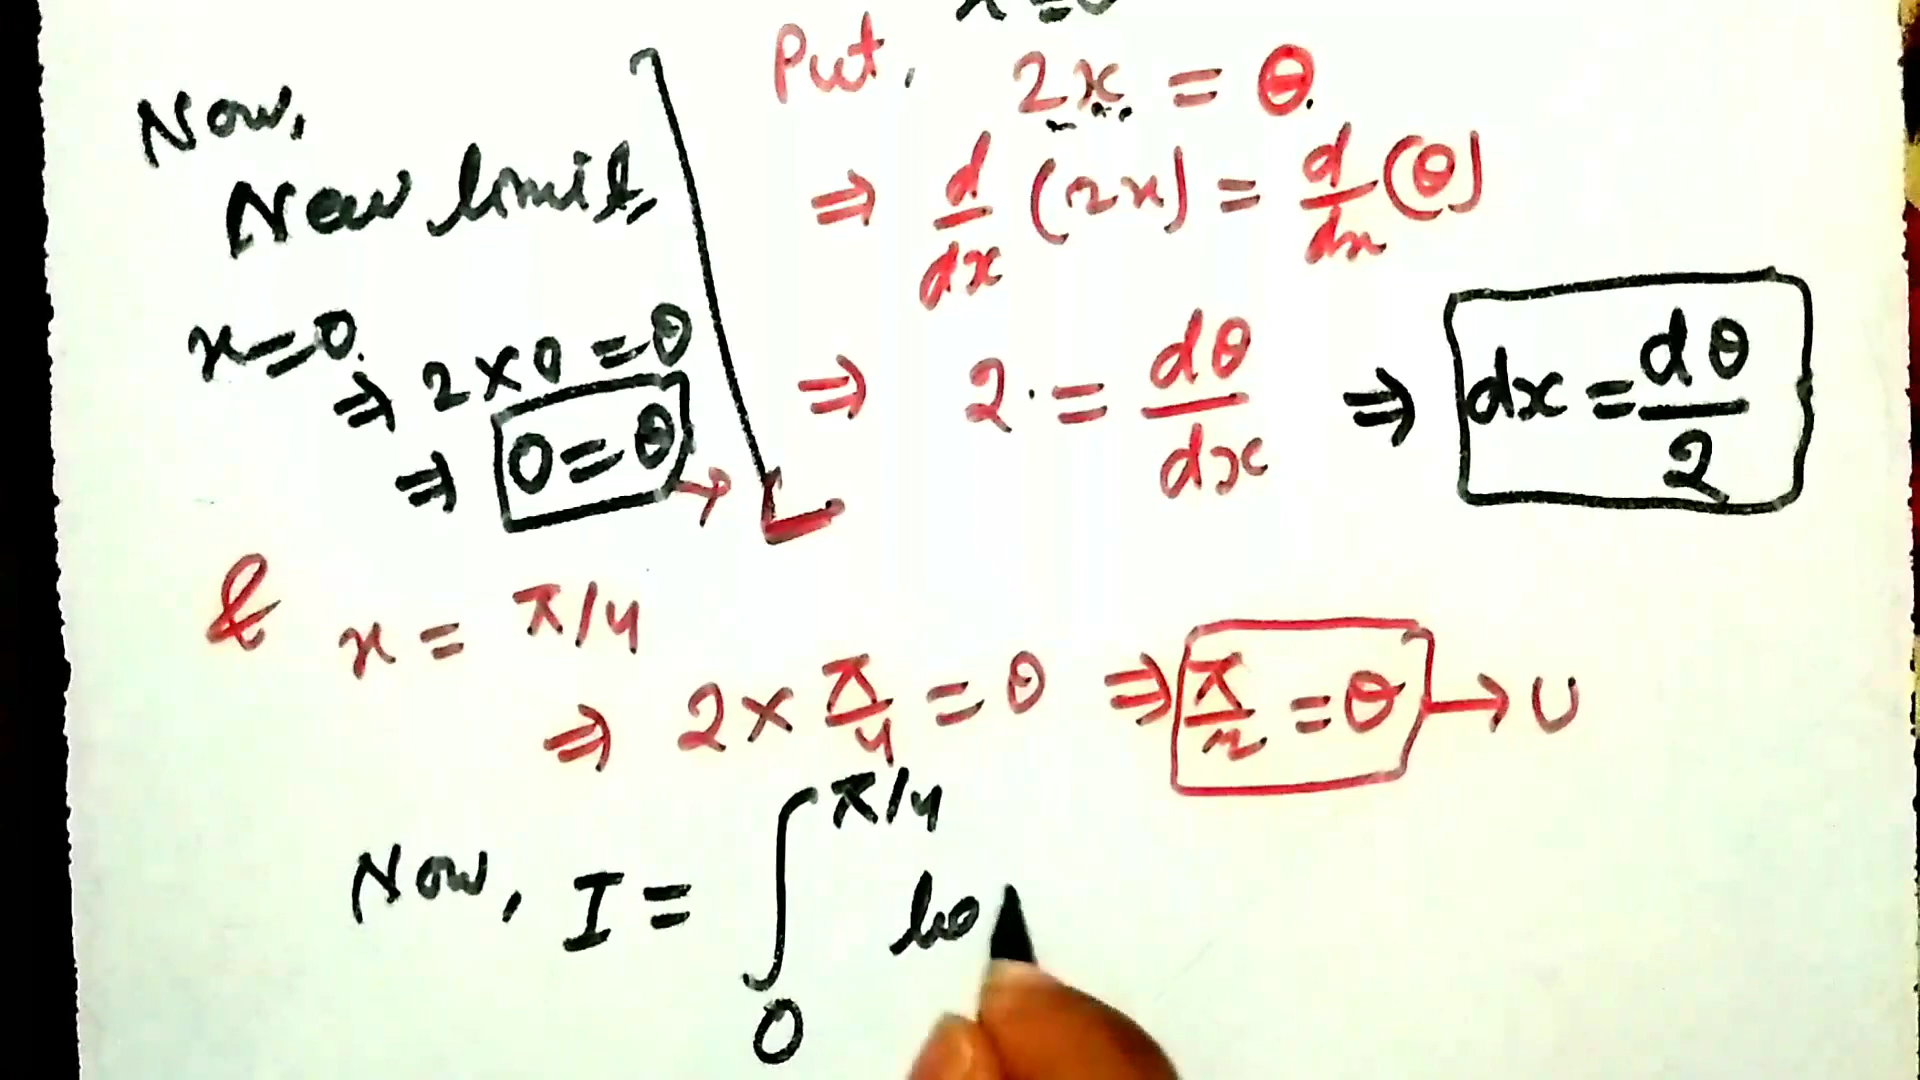 x=0
Put, 2x = θ.
⇒ d/dx (2x) = d/dx (θ)
⇒ 2 = dθ/dx ⇒ dx = dθ/2
Now,
New limit,
x=0.
⇒ 2×0 = θ
⇒ 0=θ → L
& x = π/4
⇒ 2 × π/4 = θ ⇒ π/2 = θ → U
Now, I = ∫₀^π/4 lo